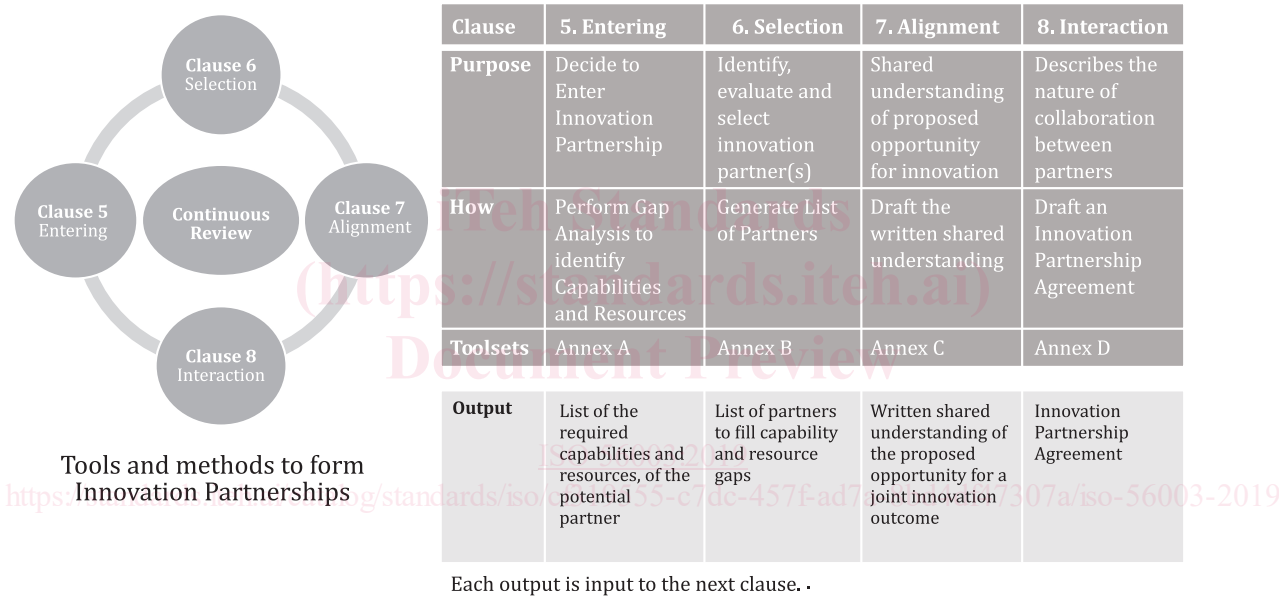 Clause 6
Selection
Clause 5
Entering
Continuous
Review
Clause 7
Alignment
Clause 8
Interaction
Tools and methods to form
Innovation Partnerships
Clause
5. Entering
6. Selection
7. Alignment
8. Interaction
Purpose
Decide to
Enter
Innovation
Partnership
Identify,
evaluate and
select
innovation
partner(s)
Shared
understanding
of proposed
opportunity
for innovation
Describes the
nature of
collaboration
between
partners
How
Perform Gap
Analysis to
identify
Capabilities
and Resources
Generate List
of Partners
Draft the
written shared
understanding
Draft an
Innovation
Partnership
Agreement
Toolsets
Annex A
Annex B
Annex C
Annex D
Output
List of the
required
capabilities and
resources, of the
potential
partner
List of partners
to fill capability
and resource
gaps
Written shared
understanding of
the proposed
opportunity for a
joint innovation
outcome
Innovation
Partnership
Agreement
Each output is input to the next clause. .
iTeh Standards
(https://standards.iteh.ai)
Document Preview
ISO 56003:2019